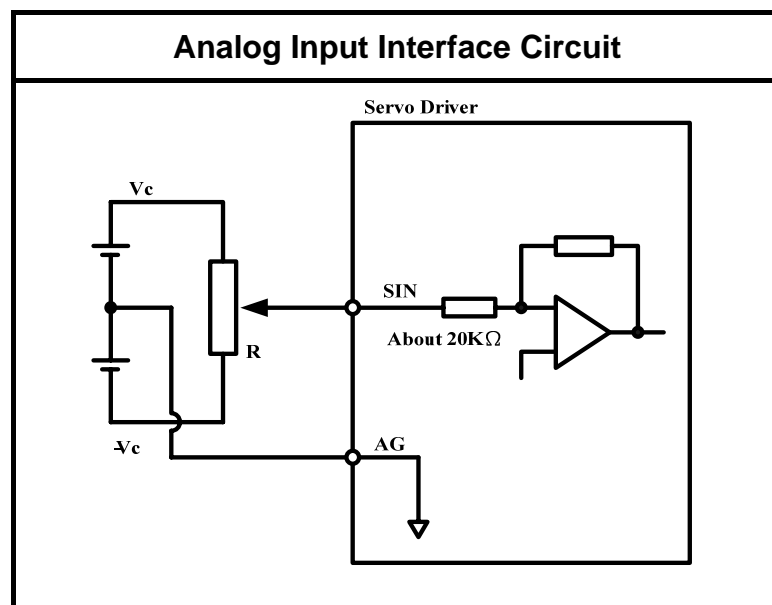 Analog Input Interface Circuit
Servo Driver
Vc
SIN
About 20KΩ
R
-Vc
AG